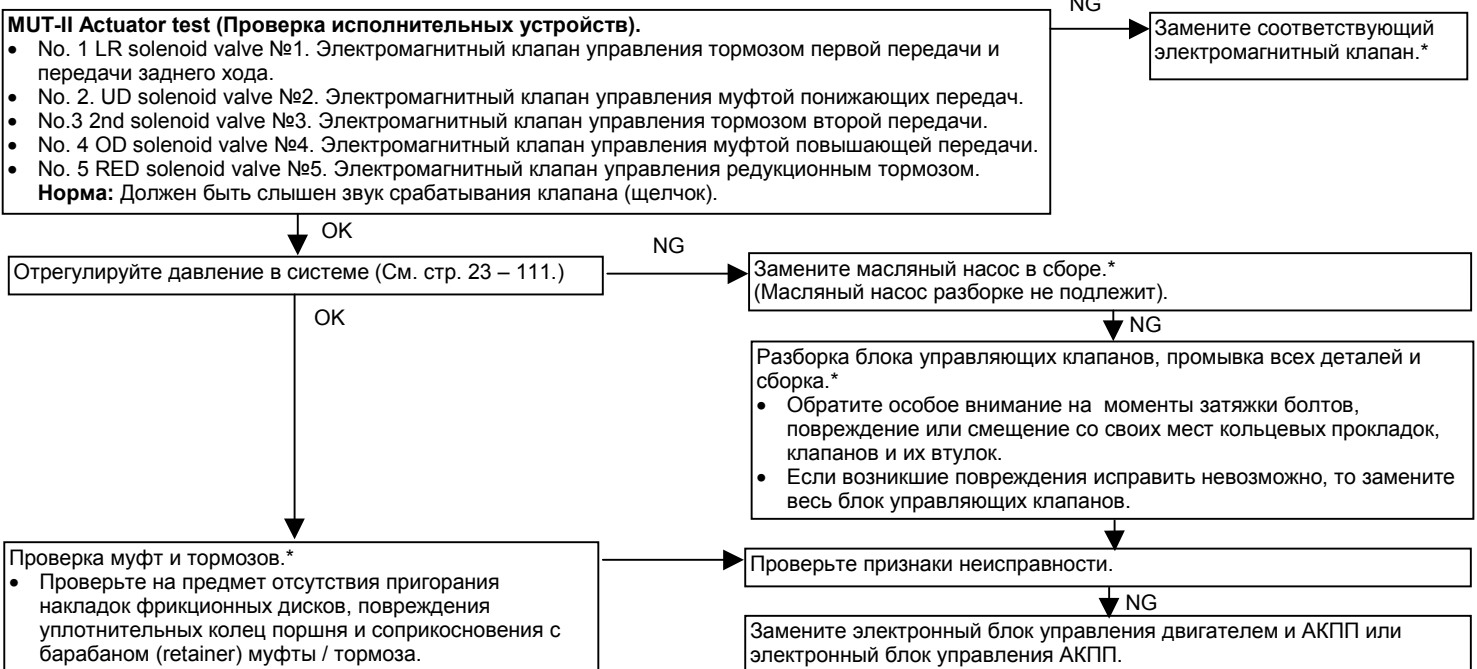 NG
MUT-II Actuator test (Проверка исполнительных устройств).
• No. 1 LR solenoid valve №1. Электромагнитный клапан управления тормозом первой передачи и
передачи заднего хода.
• No. 2. UD solenoid valve №2. Электромагнитный клапан управления муфтой понижающих передач.
• No.3 2nd solenoid valve №3. Электромагнитный клапан управления тормозом второй передачи.
• No. 4 OD solenoid valve №4. Электромагнитный клапан управления муфтой повышающей передачи.
• No. 5 RED solenoid valve №5. Электромагнитный клапан управления редукционным тормозом.
Норма: Должен быть слышен звук срабатывания клапана (щелчок).
Замените соответствующий
электромагнитный клапан.*
OK
NG
Отрегулируйте давление в системе (См. стр. 23 – 111.)
Замените масляный насос в сборе.*
(Масляный насос разборке не подлежит).
OK
NG
Разборка блока управляющих клапанов, промывка всех деталей и
сборка.*
• Обратите особое внимание на моменты затяжки болтов,
повреждение или смещение со своих мест кольцевых прокладок,
клапанов и их втулок.
• Если возникшие повреждения исправить невозможно, то замените
весь блок управляющих клапанов.
Проверка муфт и тормозов.*
• Проверьте на предмет отсутствия пригорания
накладок фрикционных дисков, повреждения
уплотнительных колец поршня и соприкосновения с
барабаном (retainer) муфты / тормоза.
Проверьте признаки неисправности.
NG
Замените электронный блок управления двигателем и АКПП или
электронный блок управления АКПП.